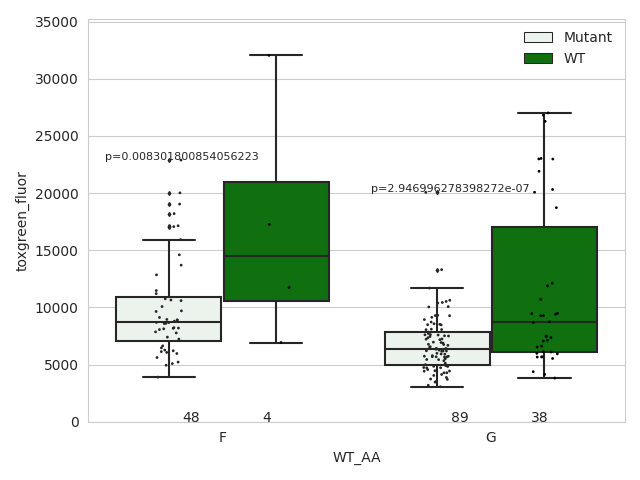 35000
Mutant
WT
30000
25000
p=0.008301800854056223
20000
p=2.946996278398272e-07
15000
10000
5000
0
48 4 89 38
F G
WT_AA
toxgreen_fluor